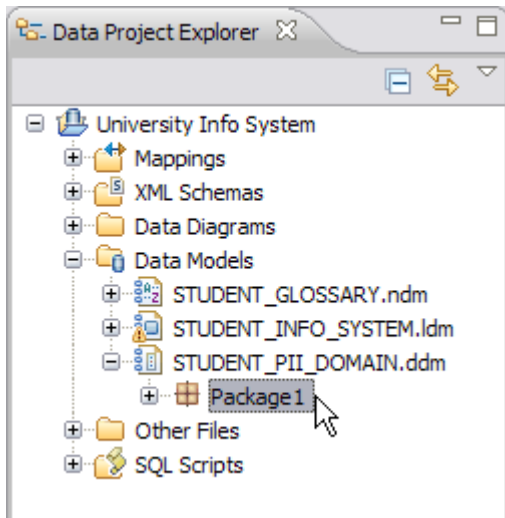 Data Project Explorer
University Info System
Mappings
XML Schemas
Data Diagrams
Data Models
STUDENT_GLOSSARY.ndm
STUDENT_INFO_SYSTEM.ldm
STUDENT_PII_DOMAIN.ddm
Package1
Other Files
SQL Scripts